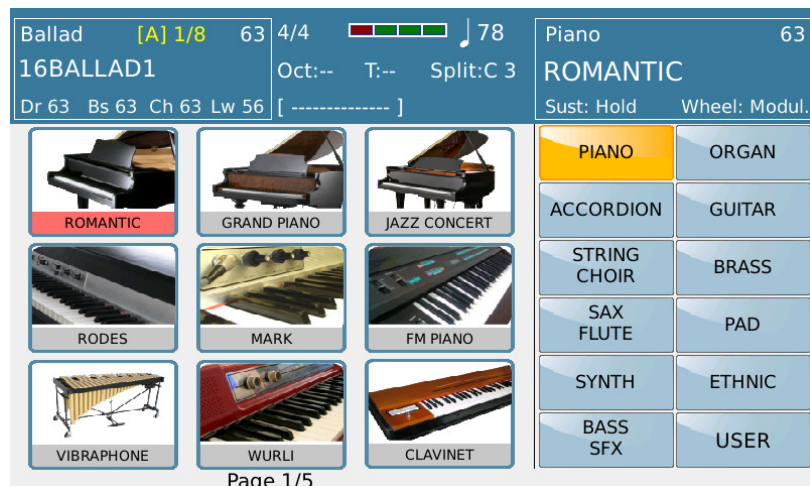 Ballad [A] 1/8 63
16BALLAD1
Dr 63 Bs 63 Ch 63 Lw 56
4/4 78
Oct:-- T:-- Split:C 3
[ -------------- ]
Piano 63
ROMANTIC
Sust: Hold Wheel: Modul.
ROMANTIC
GRAND PIANO
JAZZ CONCERT
RODES
MARK
FM PIANO
VIBRAPHONE
WURLI
CLAVINET
Page 1/5
PIANO
ORGAN
ACCORDION
GUITAR
STRING
CHOIR
BRASS
SAX
FLUTE
PAD
SYNTH
ETHNIC
BASS
SFX
USER